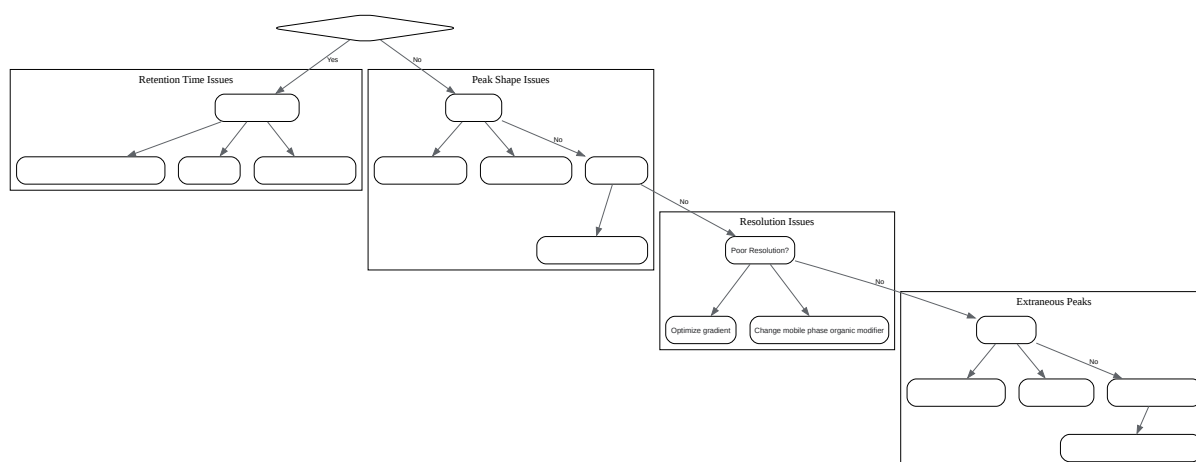 Yes
No
Retention Time Issues
Peak Shape Issues
No
No
Resolution Issues
Poor Resolution?
No
Optimize gradient
Change mobile phase organic modifier
Extraneous Peaks
No